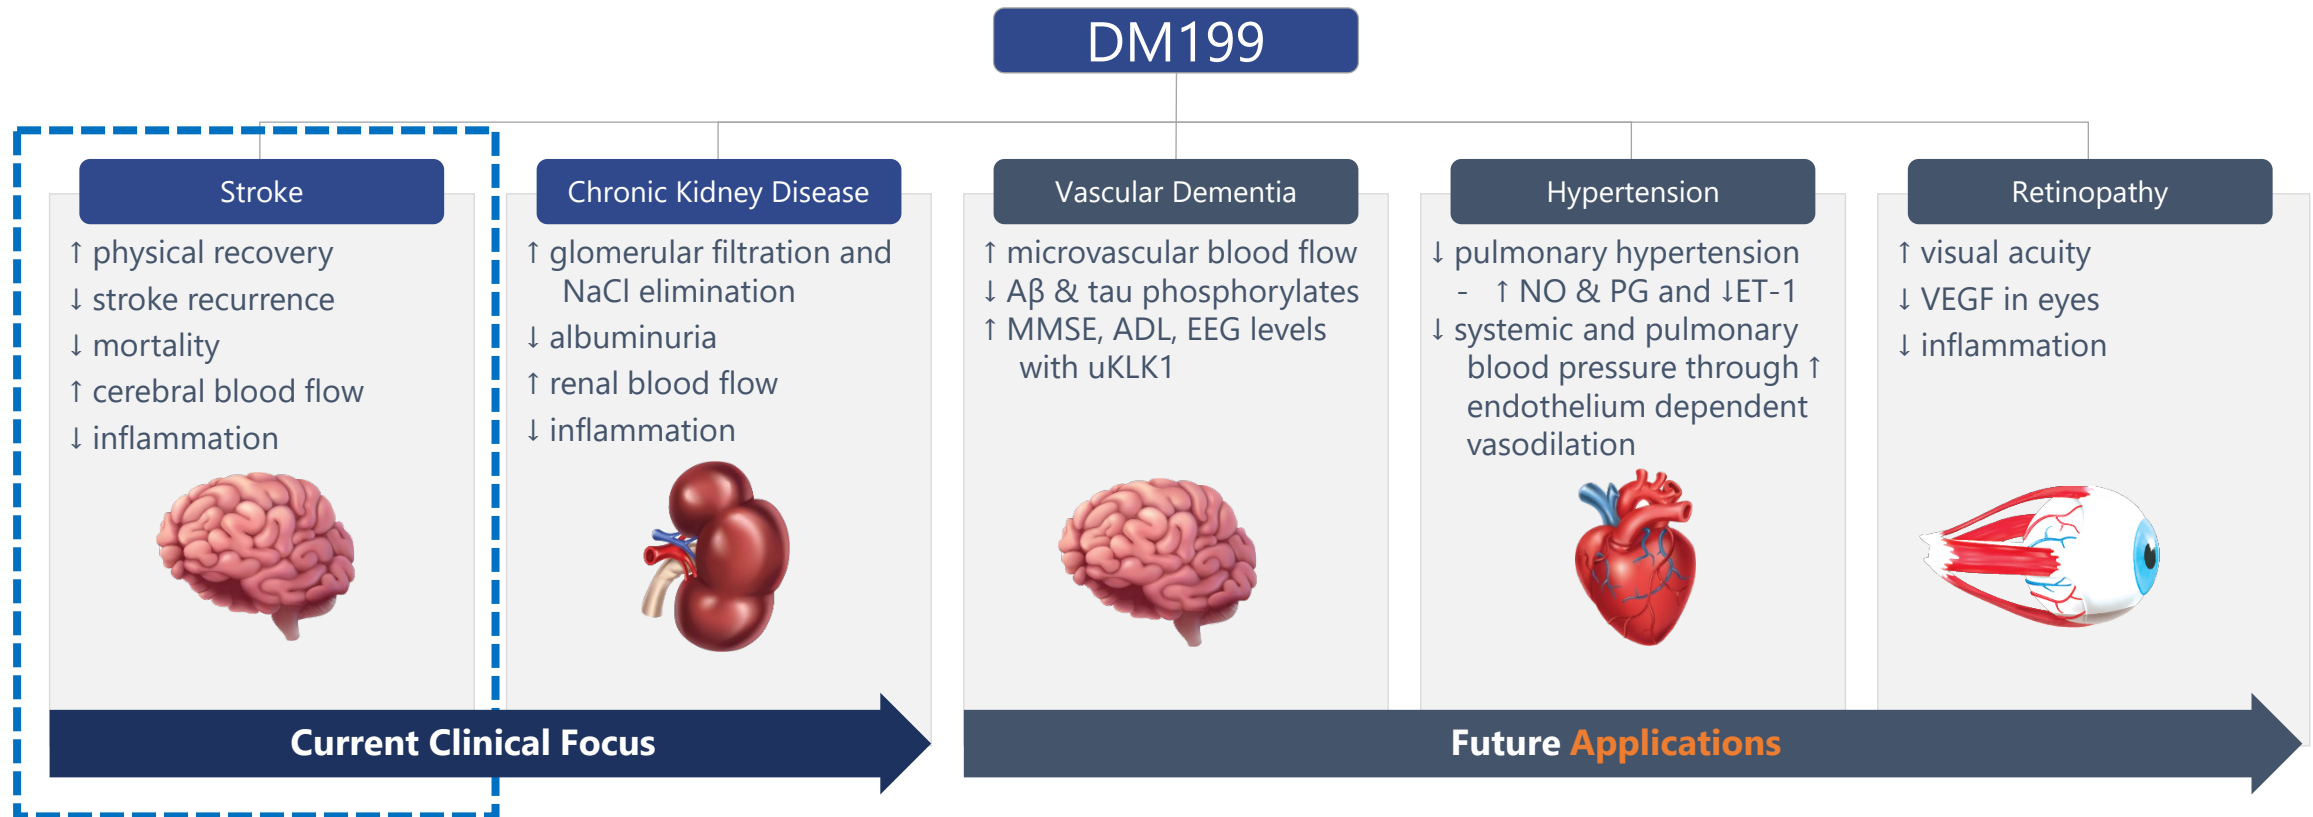 DM199
Stroke
↑ physical recovery
↓ stroke recurrence
↓ mortality
↑ cerebral blood flow
↓ inflammation
Chronic Kidney Disease
↑ glomerular filtration and
NaCl elimination
↓ albuminuria
↑ renal blood flow
↓ inflammation
Vascular Dementia
↑ microvascular blood flow
↓ Aβ & tau phosphorylates
↑ MMSE, ADL, EEG levels
with uKLK1
Hypertension
↓ pulmonary hypertension
- ↑ NO & PG and ↓ET-1
↓ systemic and pulmonary
blood pressure through ↑
endothelium dependent
vasodilation
Retinopathy
↑ visual acuity
↓ VEGF in eyes
↓ inflammation
Current Clinical Focus
Future Applications